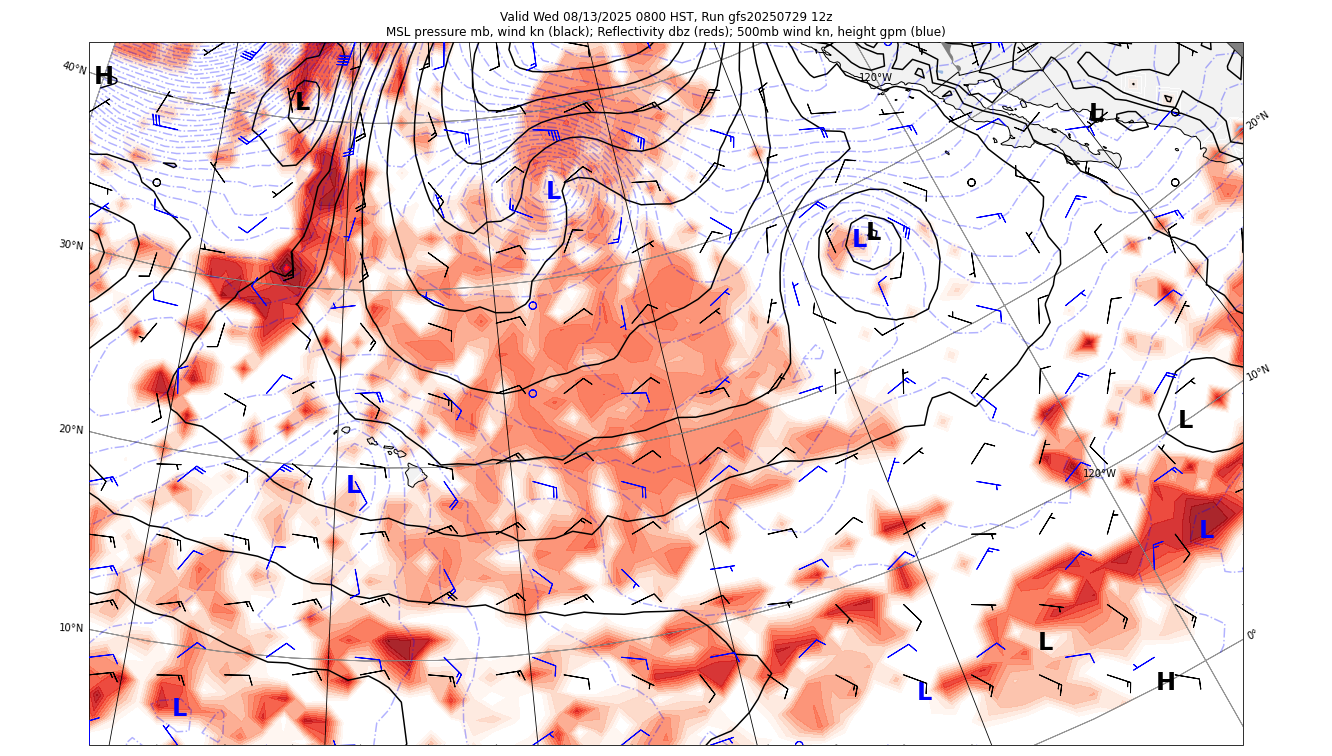 Valid Wed 08/13/2025 0800 HST, Run gfs20250729 12z
MSL pressure mb, wind kn (black); Reflectivity dbz (reds); 500mb wind kn, height gpm (blue)
40°N
H
L
120°W
L
20°N
L
30°N
L
L
10°N
20°N
L
L
120°W
L
10°N
0°
L
H
L
L